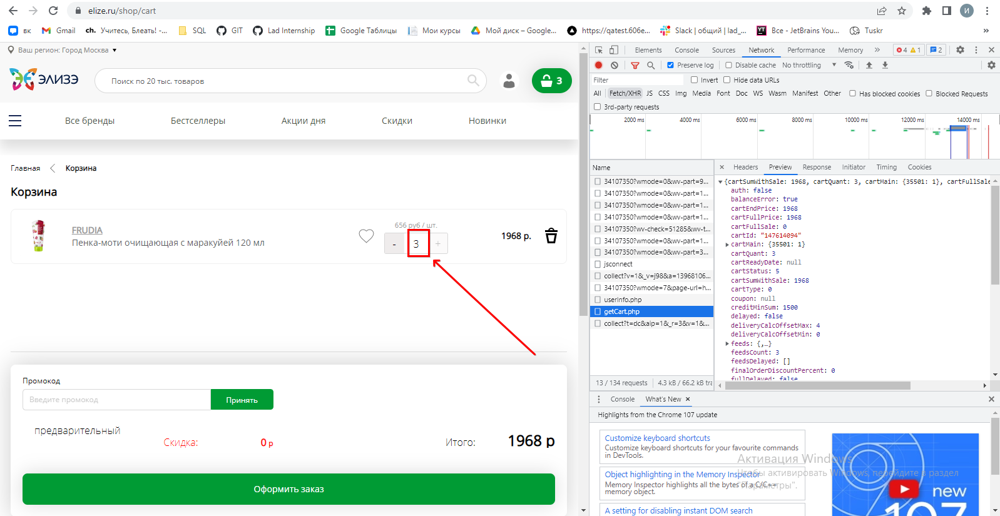 elize.ru/shop/cart
И
вк
Gmail
ch. Учитесь, Блеать! -...
SQL
GIT
Lad Internship
Google Таблицы
Мои курсы
Мой диск – Google...
https://qatest.606e...
Slack | общий | lad_...
Все - JetBrains You...
Tuskr
»
Ваш регион: Город Москва
ЭЛИЗЭ
Поиск по 20 тыс. товаров
3
Все бренды
Бестселлеры
Акции дня
Скидки
Новинки
Главная
Корзина
Корзина
FRUDIA
Пенка-моти очищающая с маракуйей 120 мл
656 руб / шт.
- 3 +
1968 р.
Промокод
Введите промокод
Принять
предварительный
Скидка: 0 р
Итого: 1968 р
Оформить заказ
Elements Console Sources Network Performance Memory » 4 1 2
Preserve log Disable cache No throttling
Filter Invert Hide data URLs
All Fetch/XHR JS CSS Img Media Font Doc WS Wasm Manifest Other Has blocked cookies Blocked Requests
3rd-party requests
2000 ms 4000 ms 6000 ms 8000 ms 10000 ms 12000 ms 14000 ms
Name
34107350?wmode=0&wv-part=9...
34107350?wmode=0&wv-part=1...
34107350?wmode=0&wv-part=1...
34107350?wmode=0&wv-part=1...
34107350?wv-check=51285&wv-t...
34107350?wmode=0&wv-part=1...
34107350?wmode=0&wv-part=3...
jsconnect
collect?v=1&_v=j98&a=13968106...
34107350?wmode=7&page-url=h...
userInfo.php
getCart.php
collect?t=dc&aip=1&_r=3&v=1&...
13 / 134 requests 4.3 kB / 66.2 kB tra
× Headers Preview Response Initiator Timing Cookies
{cartSumWithSale: 1968, cartQuant: 3, cartMain: {35501: 1}, cartFullSale
auth: false
balanceError: true
cartEndPrice: 1968
cartFullPrice: 1968
cartFullSale: 0
cartId: "147614094"
cartMain: {35501: 1}
cartQuant: 3
cartReadyDate: null
cartStatus: 5
cartSumWithSale: 1968
cartType: 0
coupon: null
creditMinSum: 1500
delayed: false
deliveryCalcOffsetMax: 4
deliveryCalcOffsetMin: 0
feeds: {,…}
feedsCount: 3
feedsDelayed: []
finalOrderDiscountPercent: 0
fullDelayed: false
Console What's New ×
Highlights from the Chrome 107 update
Customize keyboard shortcuts
Customize keyboard shortcuts for your favourite commands
in DevTools.
Object highlighting in the Memory Inspector
Memory Inspector highlights all the bytes of a C/C++
memory object.
A setting for disabling instant DOM search
new
107
Активация Windows
Чтобы активировать Windows, перейдите в раздел
"Параметры".